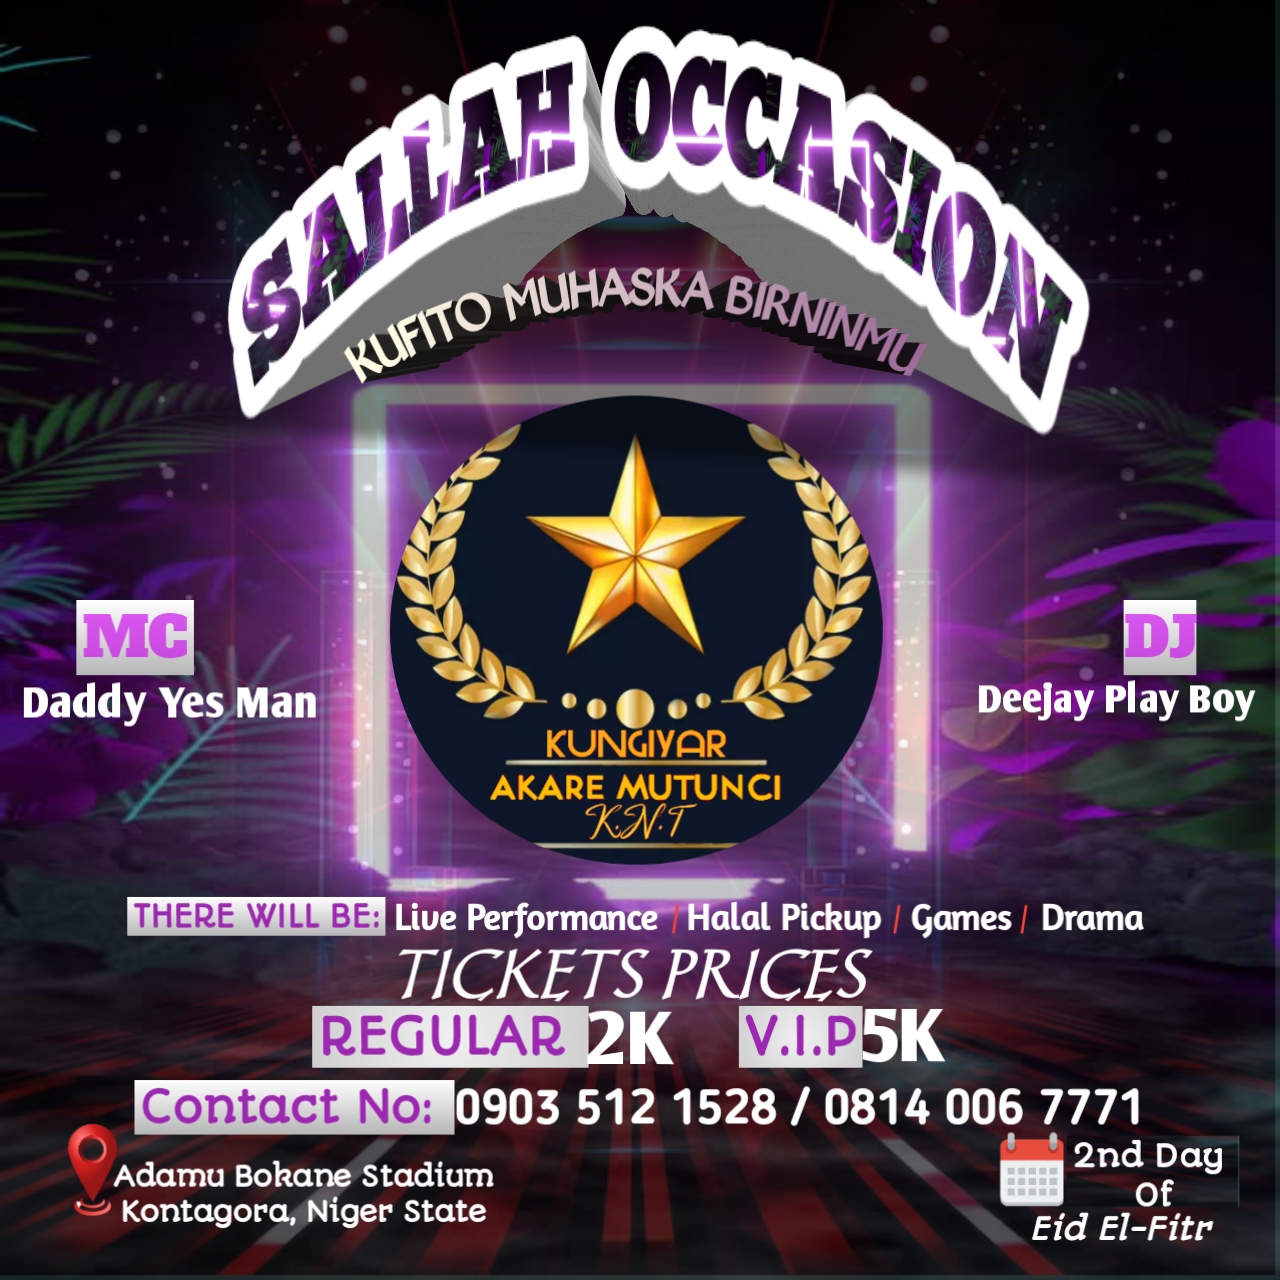 SALLAH OCCASION
KUFITO MUHASKA BIRNINMU
KUNGIYAR
AKARE MUTUNCI
K.N.T
MC
Daddy Yes Man
DJ
Deejay Play Boy
THERE WILL BE: Live Performance / Halal Pickup / Games / Drama
TICKETS PRICES
REGULAR 2K V.I.P 5K
Contact No: 0903 512 1528 / 0814 006 7771
Adamu Bokane Stadium
Kontagora, Niger State
2nd Day
Of
Eid El-Fitr